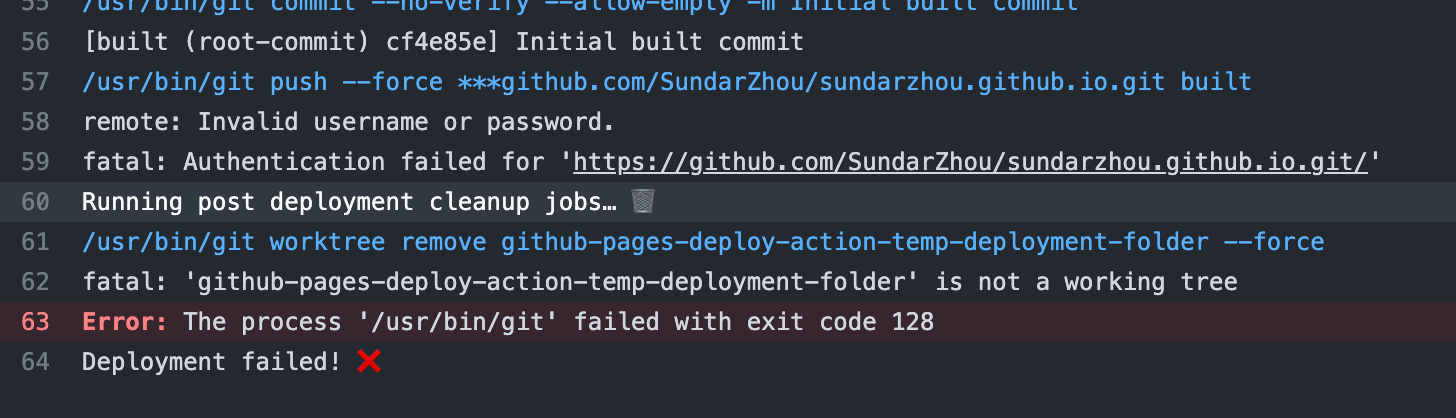 55 /usr/bin/git commit --no-verify --allow-empty -m Initial built commit
56 [built (root-commit) cf4e85e] Initial built commit
57 /usr/bin/git push --force ***github.com/SundarZhou/sundarzhou.github.io.git built
58 remote: Invalid username or password.
59 fatal: Authentication failed for 'https://github.com/SundarZhou/sundarzhou.github.io.git/'
60 Running post deployment cleanup jobs… 🗑️
61 /usr/bin/git worktree remove github-pages-deploy-action-temp-deployment-folder --force
62 fatal: 'github-pages-deploy-action-temp-deployment-folder' is not a working tree
63 Error: The process '/usr/bin/git' failed with exit code 128
64 Deployment failed! ❌